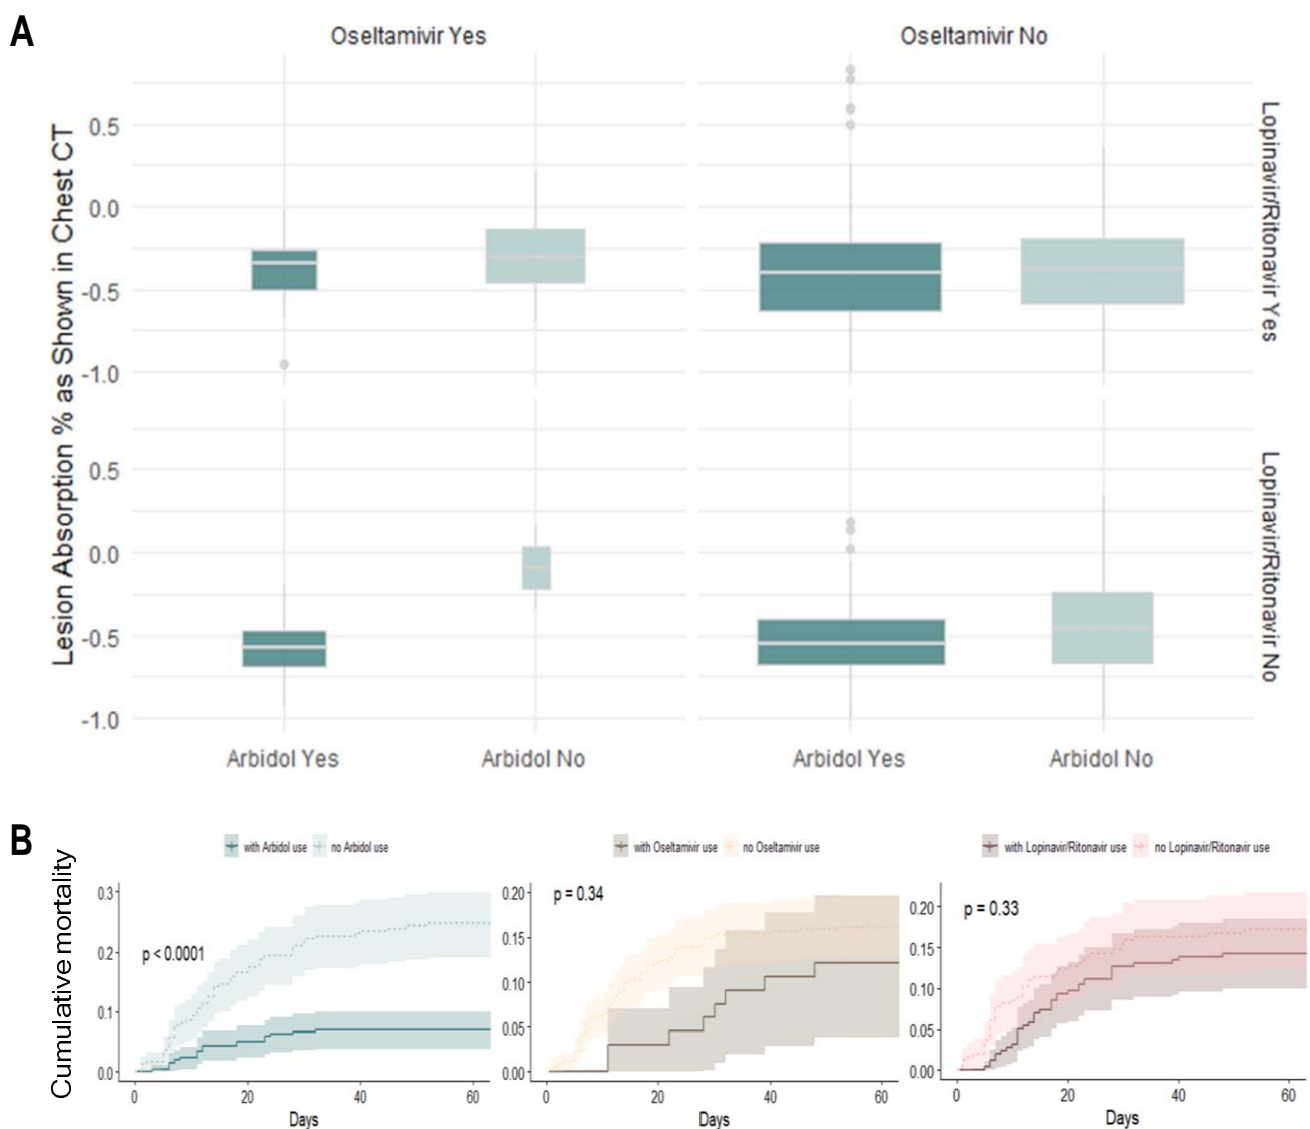 A
Oseltamivir Yes
Oseltamivir No
Lesion Absorption % as Shown in Chest CT
0.5
0.0
-0.5
-1.0
Lopinavir/Ritonavir Yes
0.5
0.0
-0.5
-1.0
Lopinavir/Ritonavir No
Arbidol Yes
Arbidol No
Arbidol Yes
Arbidol No
B
Cumulative mortality
with Arbidol use
no Arbidol use
0.3
0.2
0.1
0.0
p < 0.0001
0
20
40
60
Days
with Oseltamivir use
no Oseltamivir use
0.20
0.15
0.10
0.05
0.00
p = 0.34
0
20
40
60
Days
with Lopinavir/Ritonavir use
no Lopinavir/Ritonavir use
0.20
0.15
0.10
0.05
0.00
p = 0.33
0
20
40
60
Days